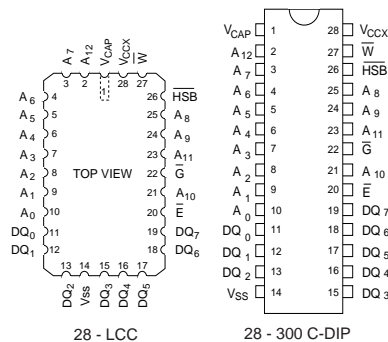 A7 A12 VCAP VCCX W̅
3 2 1 28 27
A6 4 26 H̅S̅B̅
A5 5 25 A8
A4 6 24 A9
A3 7 23 A11
A2 8 TOP VIEW 22 G̅
A1 9 21 A10
A0 10 20 E̅
DQ0 11 19 DQ7
DQ1 12 18 DQ6
13 14 15 16 17
DQ2 Vss DQ3 DQ4 DQ5
28 - LCC
VCAP 1 28 VCCX
A12 2 27 W̅
A7 3 26 H̅S̅B̅
A6 4 25 A8
A5 5 24 A9
A4 6 23 A11
A3 7 22 G̅
A2 8 21 A10
A1 9 20 E̅
A0 10 19 DQ7
DQ0 11 18 DQ6
DQ1 12 17 DQ5
DQ2 13 16 DQ4
VSS 14 15 DQ3
28 - 300 C-DIP